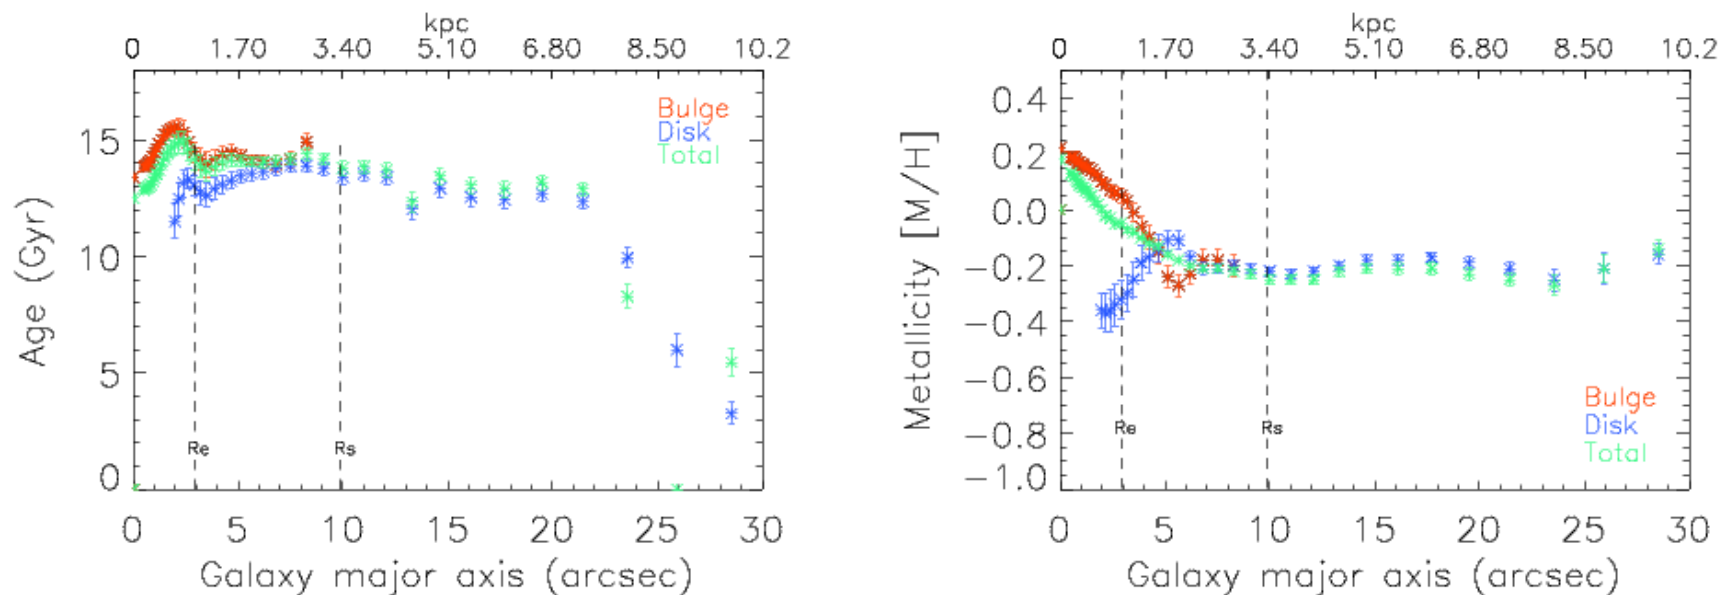 kpc
0 1.70 3.40 5.10 6.80 8.50 10.2
Age (Gyr)
15
10
5
0
Bulge
Disk
Total
Re
Rs
0 5 10 15 20 25 30
Galaxy major axis (arcsec)
kpc
0 1.70 3.40 5.10 6.80 8.50 10.2
Metallicity [M/H]
0.4
0.2
0.0
−0.2
−0.4
−0.6
−0.8
−1.0
Re
Rs
Bulge
Disk
Total
0 5 10 15 20 25 30
Galaxy major axis (arcsec)